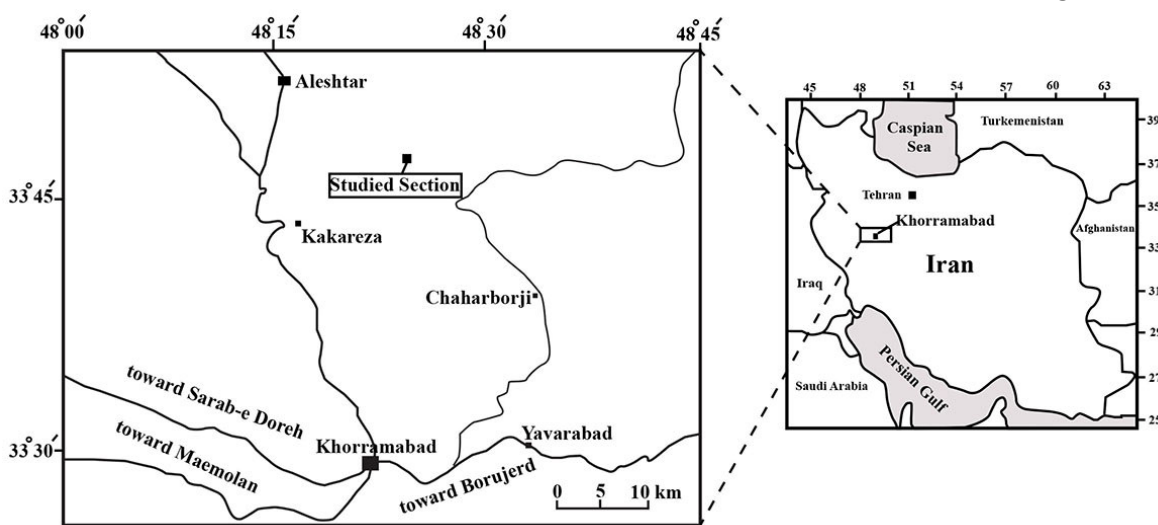 48°00′
48°15′
48°30′
48°45′
Aleshtar
Studied Section
33°45′
Kakareza
Chaharborji
toward Sarab-e Doreh
toward Maemolan
Khorramabad
Yavarabad
33°30′
toward Borujerd
0 5 10 km
45 48 51 54 57 60 63
Caspian
Sea
Turkemenistan
39
37
Tehran
35
Khorramabad
Afghanistan
33
Iran
Iraq
31
29
Persian Gulf
Saudi Arabia
27
25